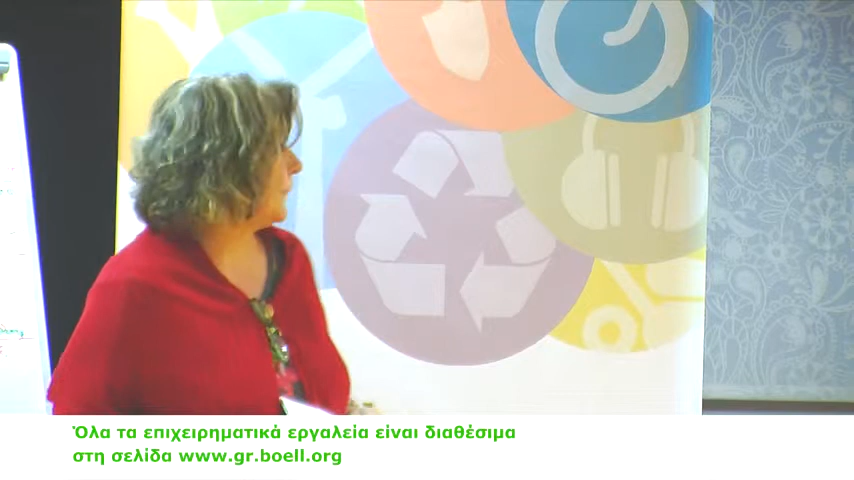 Όλα τα επιχειρηματικά εργαλεία είναι διαθέσιμα
στη σελίδα www.gr.boell.org